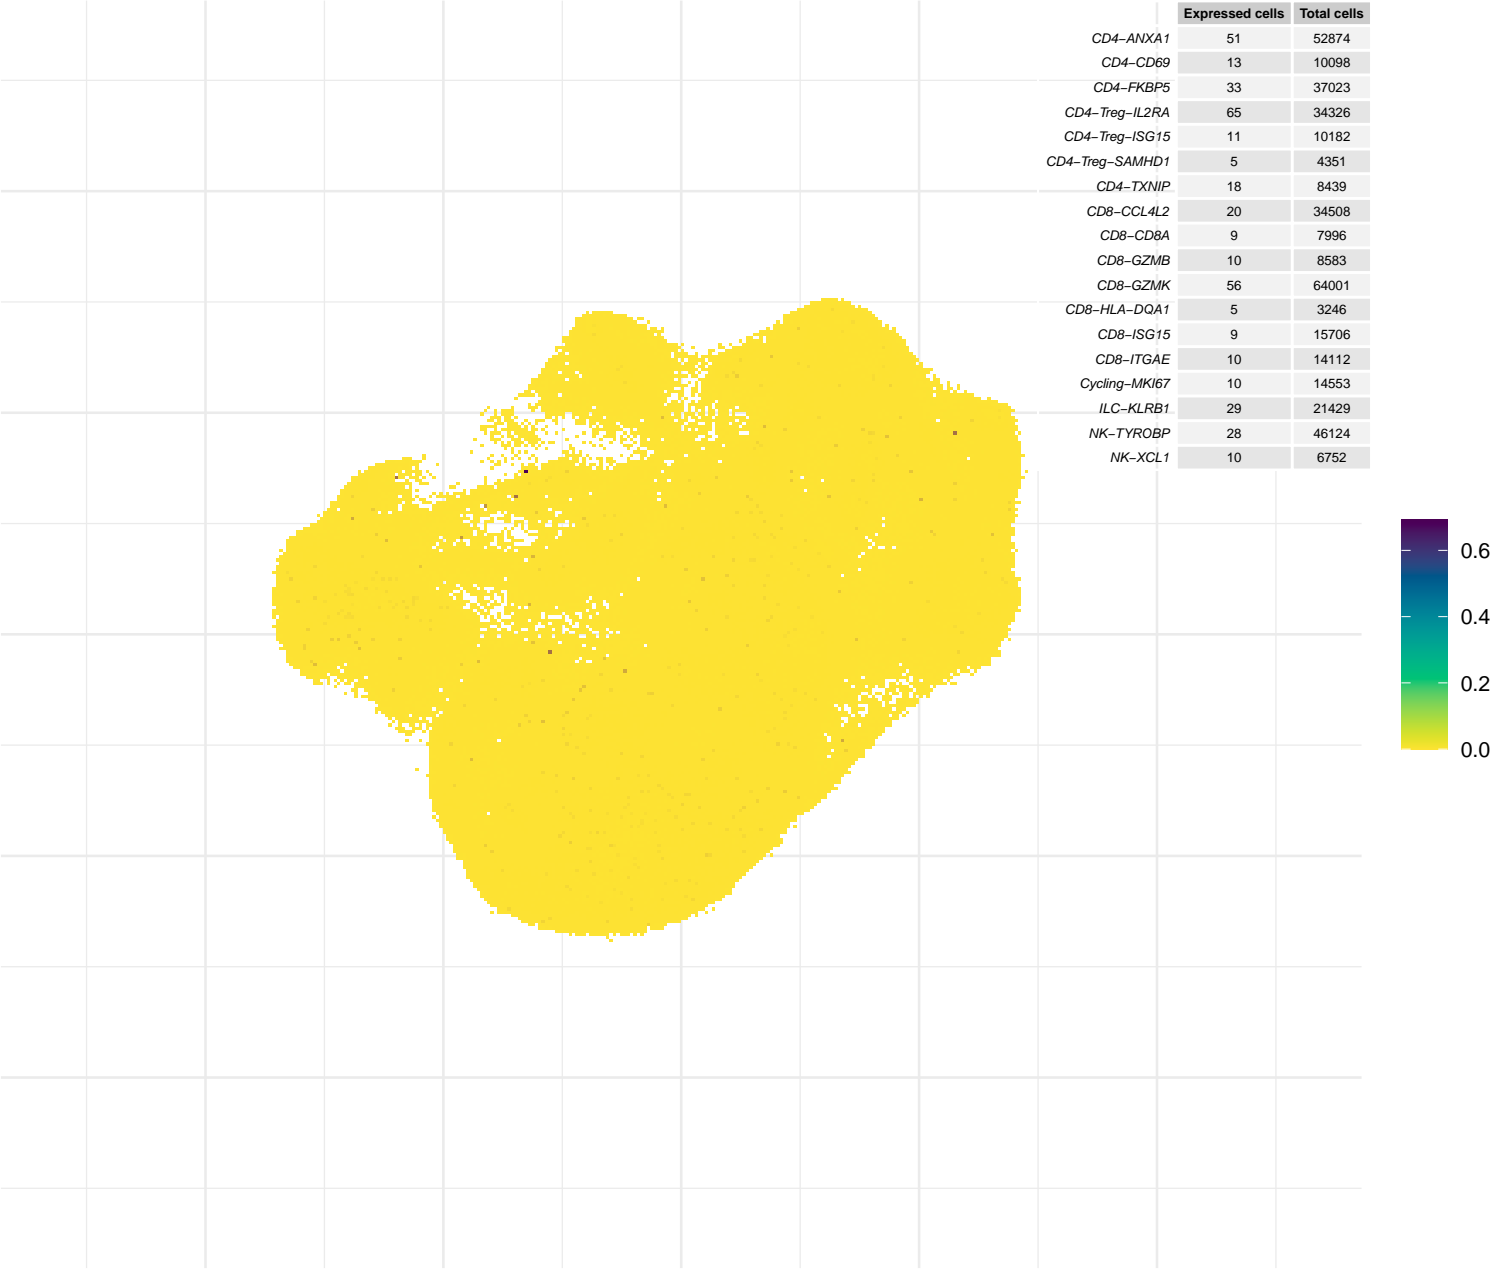 Expressed cells Total cells
CD4−ANXA1 51 52874
CD4−CD69 13 10098
CD4−FKBP5 33 37023
CD4−Treg−IL2RA 65 34326
CD4−Treg−ISG15 11 10182
CD4−Treg−SAMHD1 5 4351
CD4−TXNIP 18 8439
CD8−CCL4L2 20 34508
CD8−CD8A 9 7996
CD8−GZMB 10 8583
CD8−GZMK 56 64001
CD8−HLA−DQA1 5 3246
CD8−ISG15 9 15706
CD8−ITGAE 10 14112
Cycling−MKI67 10 14553
ILC−KLRB1 29 21429
NK−TYROBP 28 46124
NK−XCL1 10 6752
0.6
0.4
0.2
0.0